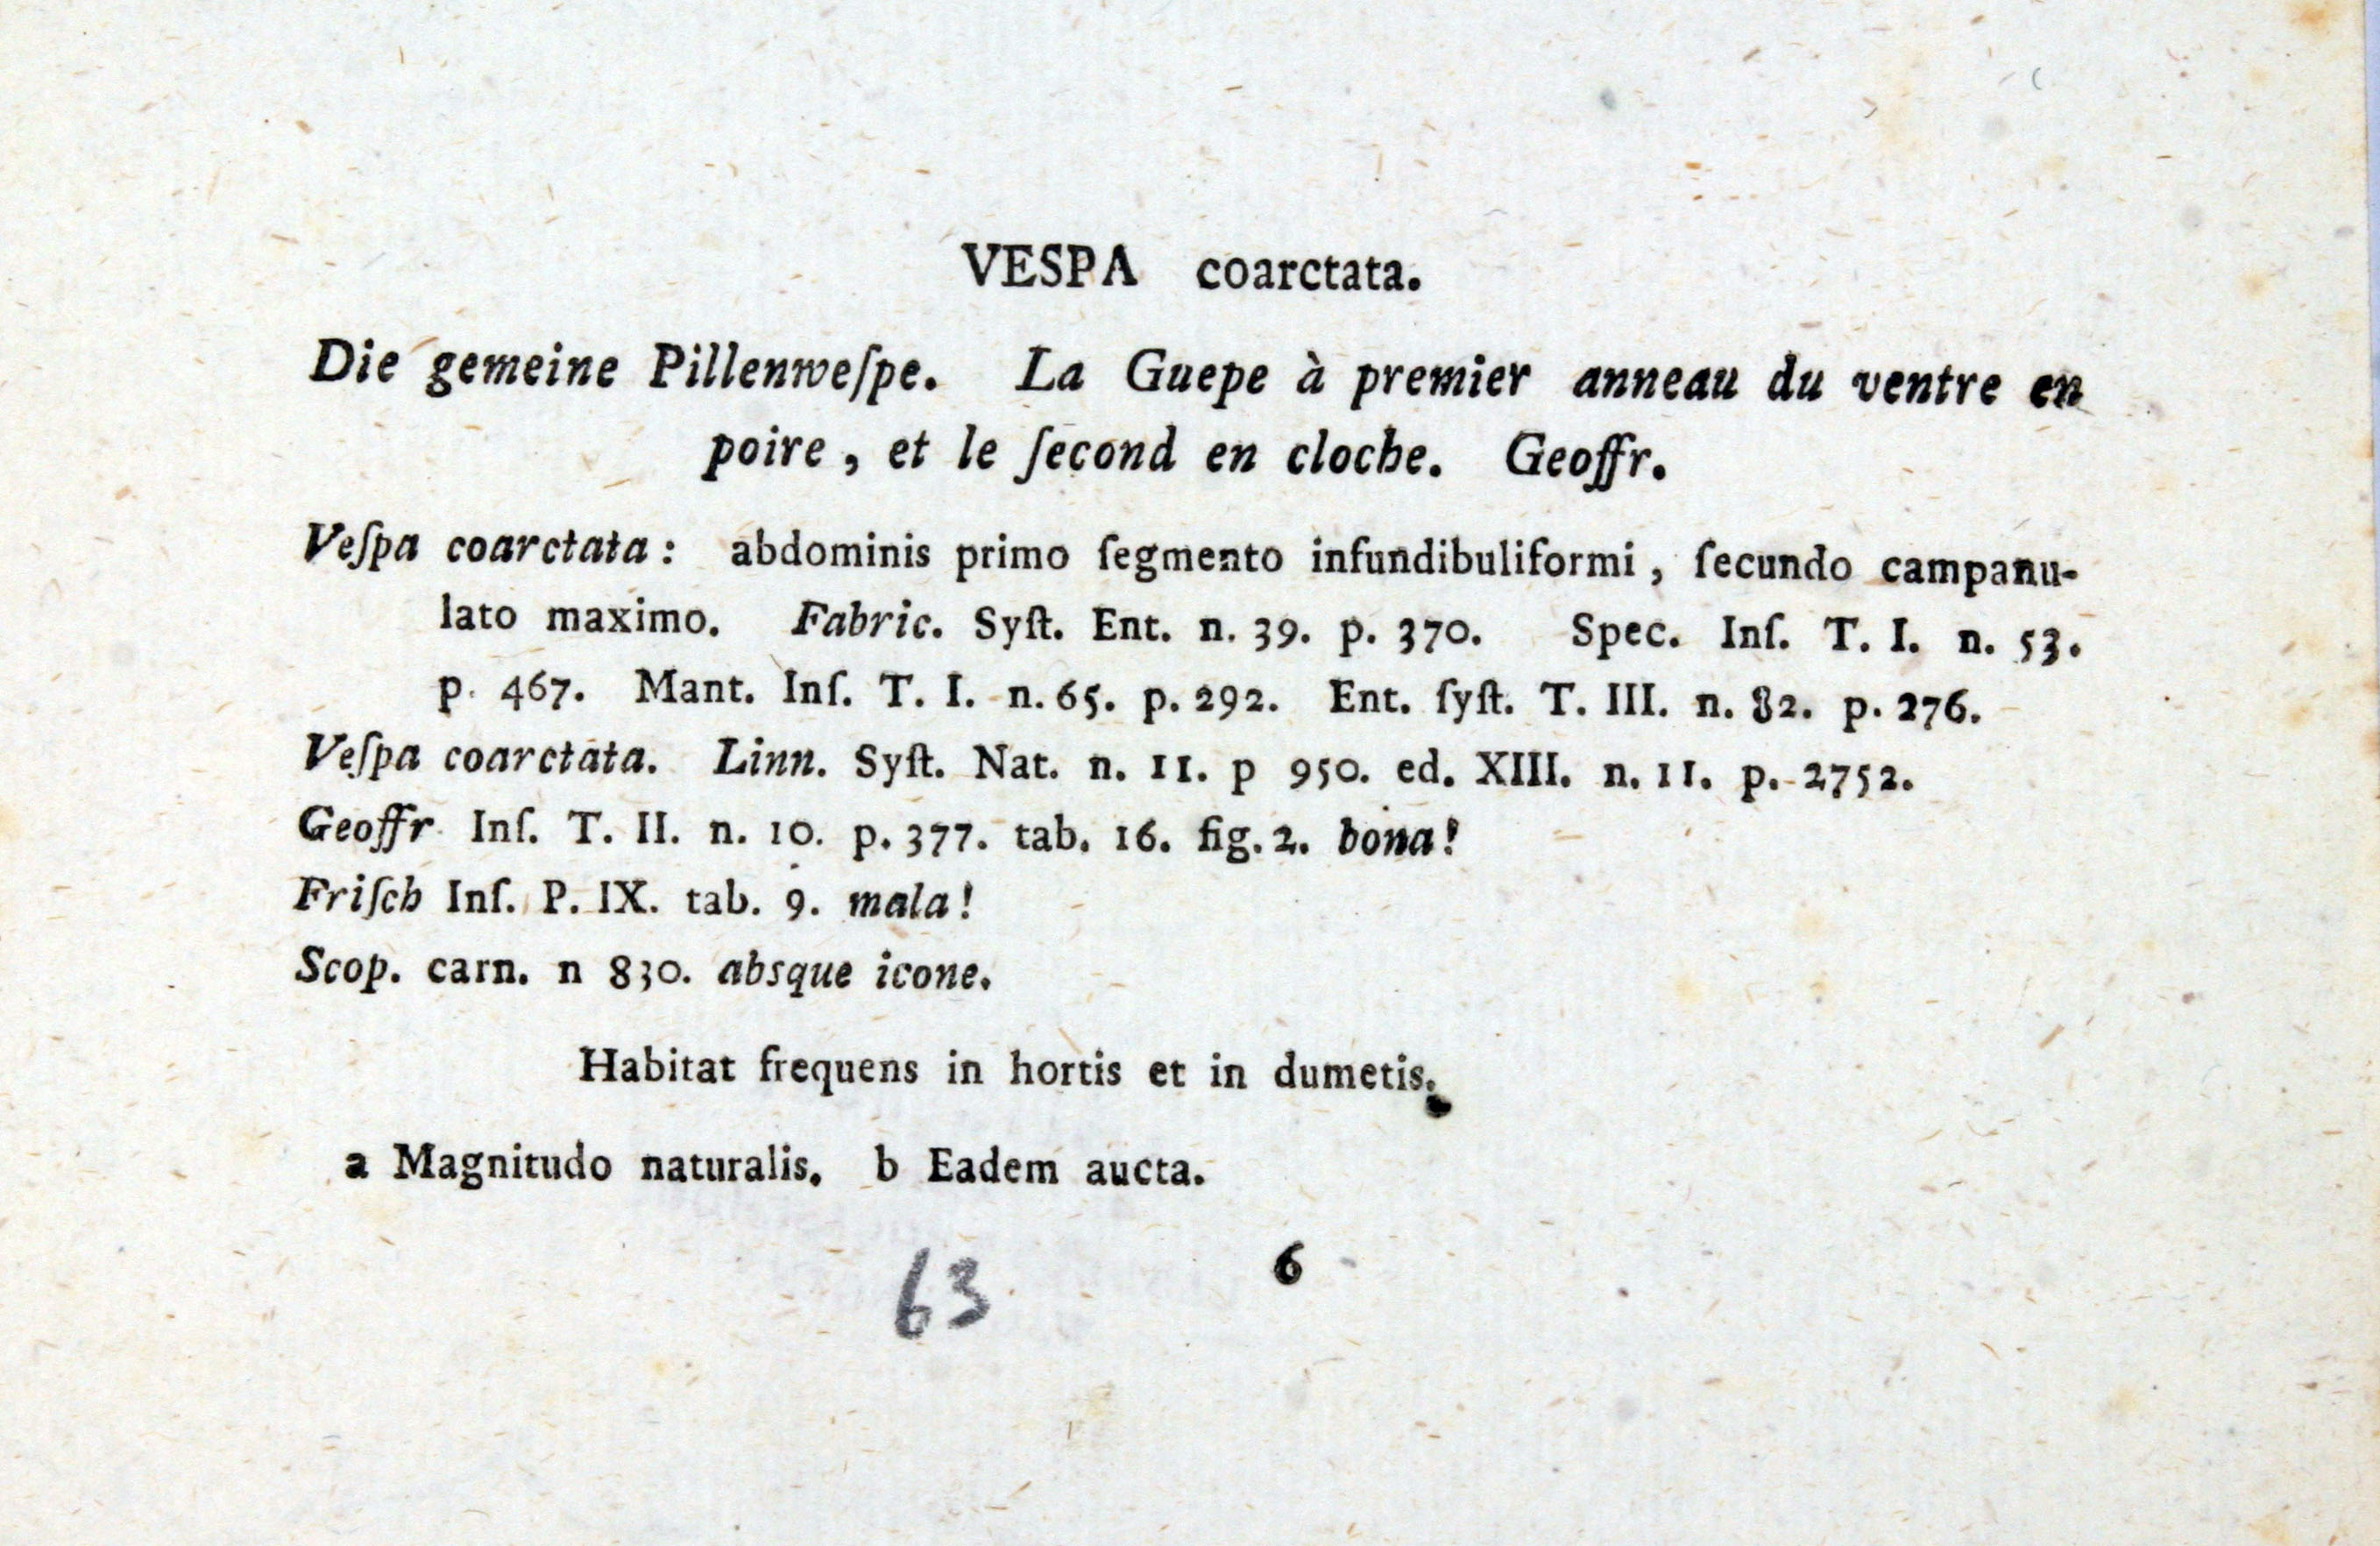 VESPA coarctata.
Die gemeine Pillenweſpe. La Guepe à premier anneau du ventre en
poire, et le ſecond en cloche. Geoffr.
Veſpa coarctata: abdominis primo ſegmento infundibuliformi, ſecundo campanu-
lato maximo. Fabric. Syſt. Ent. n. 39. p. 370. Spec. Inſ. T. I. n. 53.
p. 467. Mant. Inſ. T. I. n. 65. p. 292. Ent. ſyſt. T. III. n. 82. p. 276.
Veſpa coarctata. Linn. Syſt. Nat. n. 11. p 950. ed. XIII. n. 11. p. 2752.
Geoffr Inſ. T. II. n. 10. p. 377. tab. 16. fig. 2. bona!
Friſch Inſ. P. IX. tab. 9. mala!
Scop. carn. n 830. absque icone.
Habitat frequens in hortis et in dumetis.
a Magnitudo naturalis. b Eadem aucta.
6
63